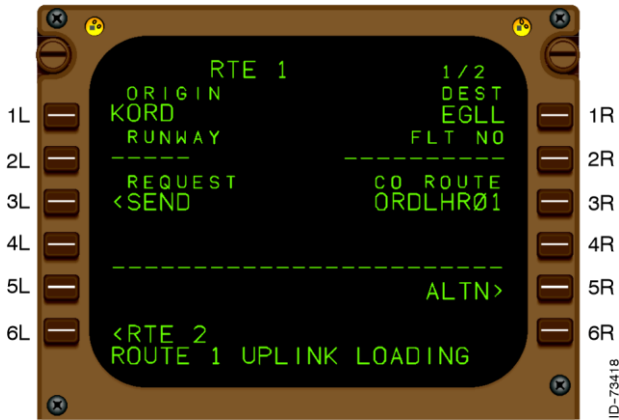 RTE 1 1/2
ORIGIN DEST
1L KORD EGLL 1R
RUNWAY FLT NO
2L ----- ---------- 2R
REQUEST CO ROUTE
3L <SEND ORDLHRØ1 3R
4L 4R
------------------------
5L ALTN> 5R
6L <RTE 2 6R
ROUTE 1 UPLINK LOADING
ID-73418